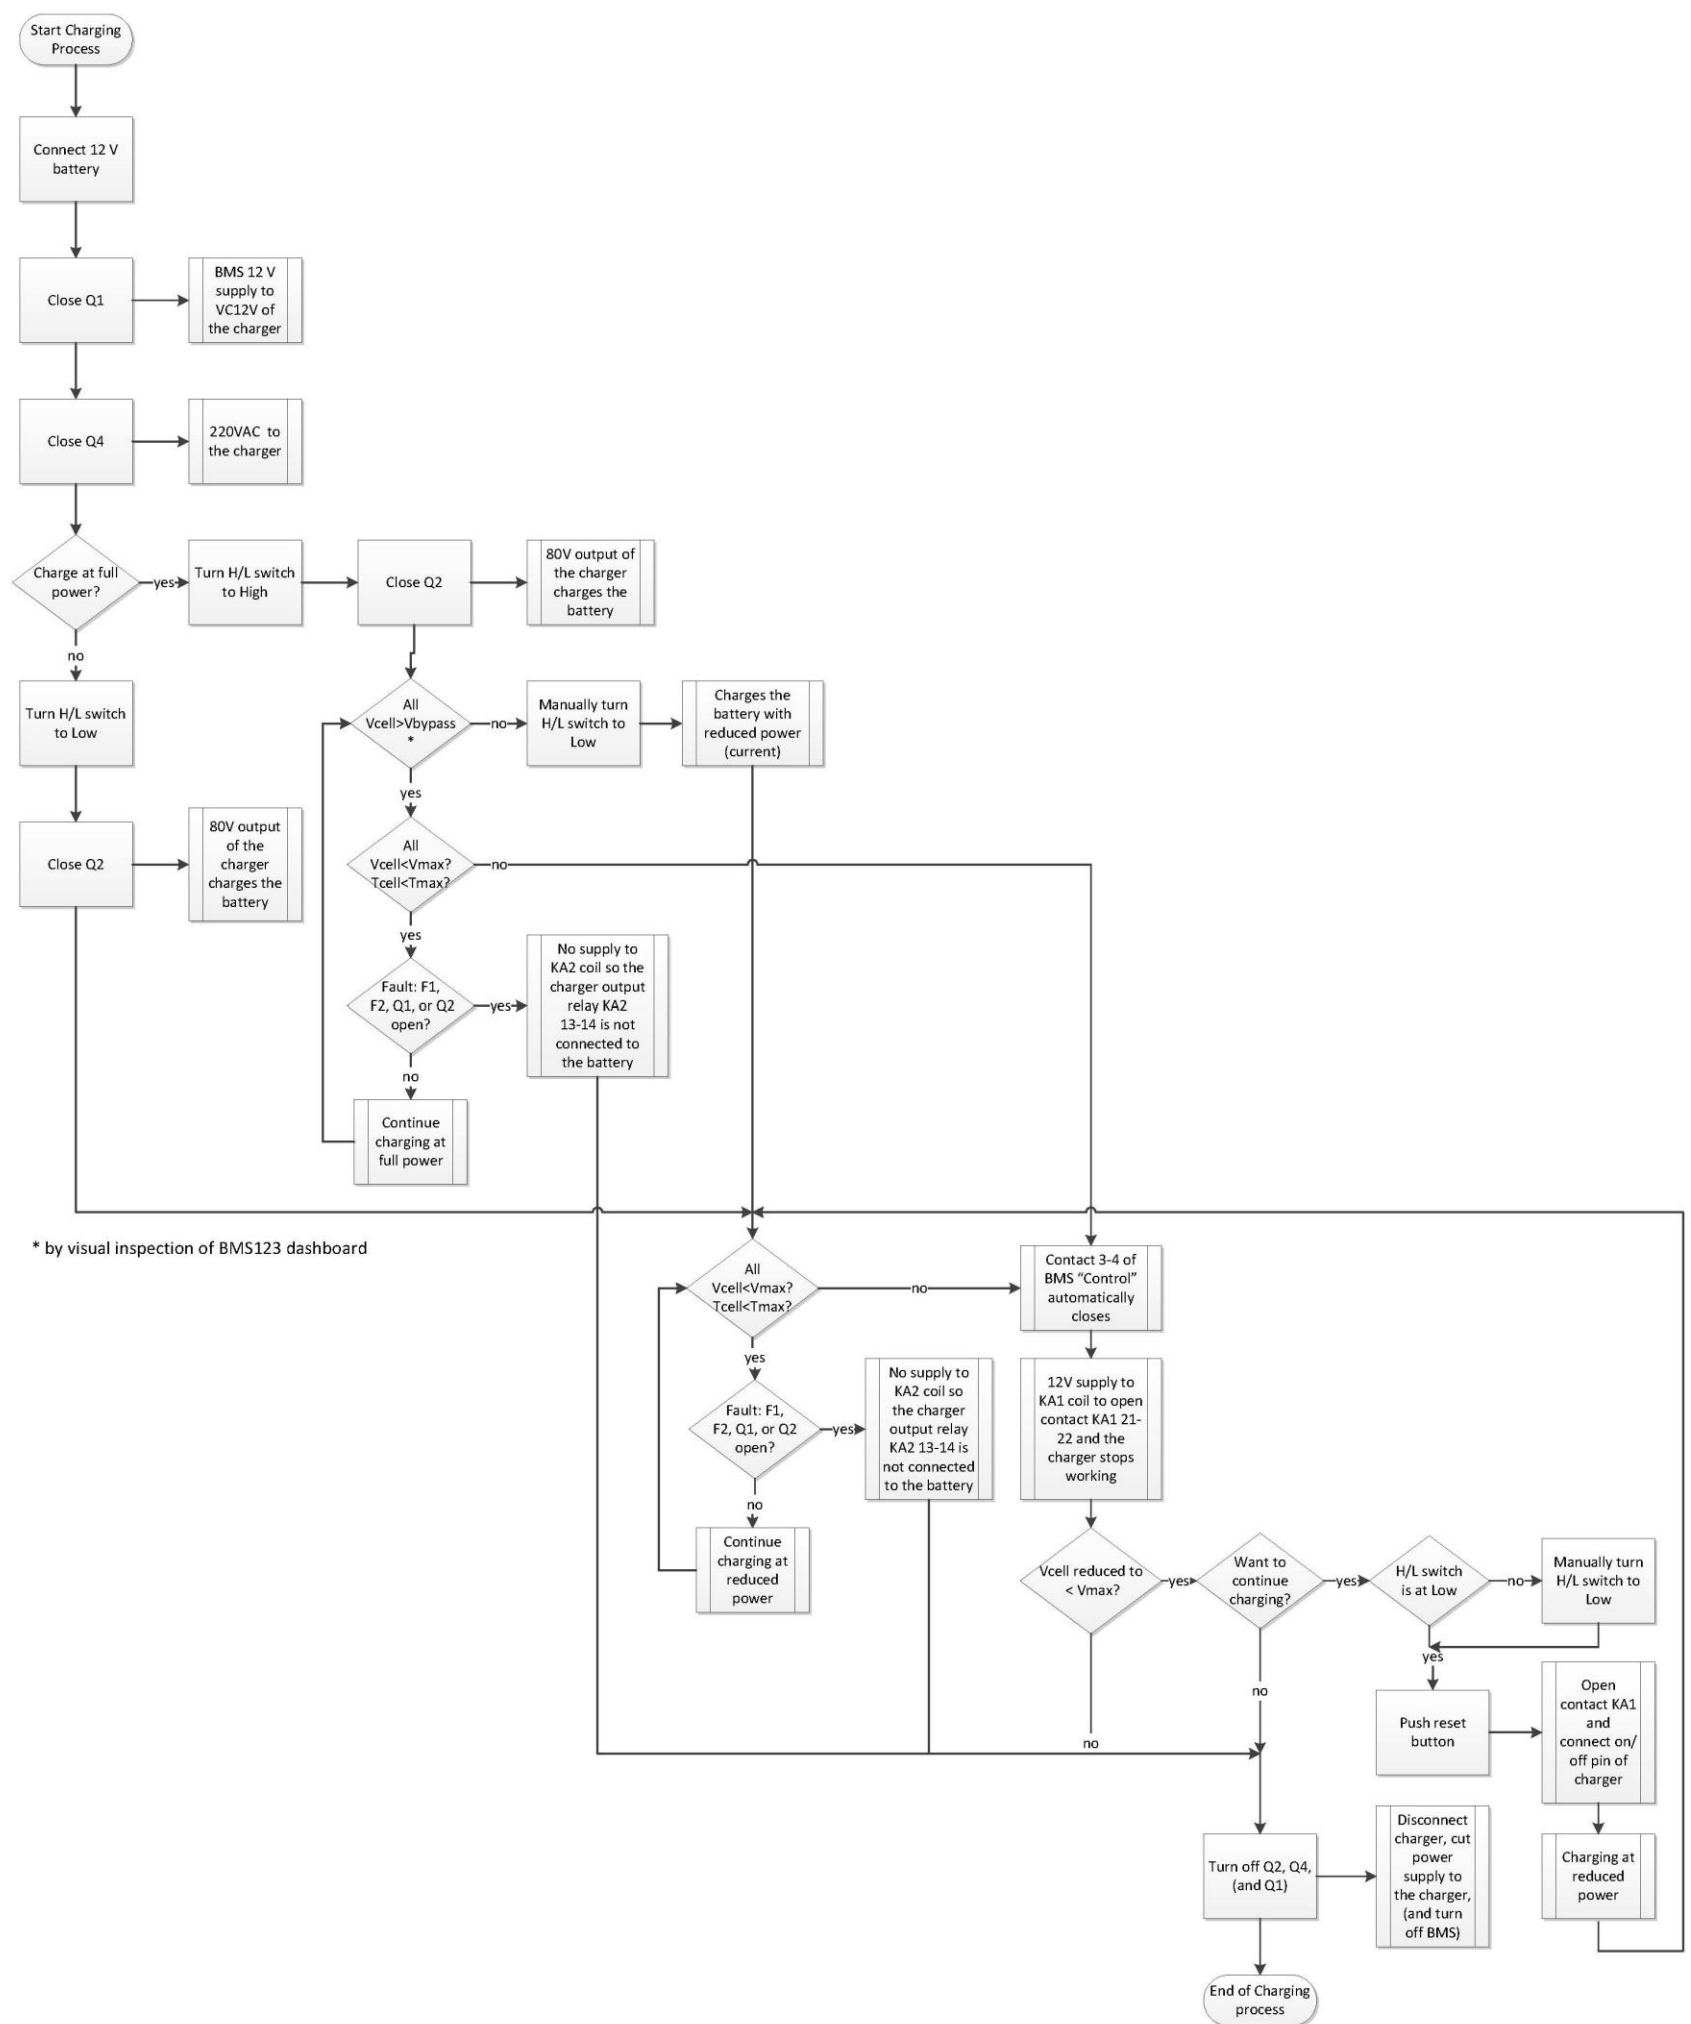 Start Charging
Process
Connect 12 V
battery
Close Q1
BMS 12 V
supply to
VC12V of
the charger
Close Q4
220VAC to
the charger
Charge at full
power?
yes
Turn H/L switch
to High
Close Q2
80V output of
the charger
charges the
battery
no
Turn H/L switch
to Low
All
Vcell>Vbypass
*
no
Manually turn
H/L switch to
Low
Charges the
battery with
reduced power
(current)
yes
Close Q2
80V output
of the
charger
charges the
battery
All
Vcell<Vmax?
Tcell<Tmax?
no
yes
Fault: F1,
F2, Q1, or Q2
open?
yes
No supply to
KA2 coil so the
charger output
relay KA2
13-14 is not
connected to
the battery
no
Continue
charging at
full power
* by visual inspection of BMS123 dashboard
All
Vcell<Vmax?
Tcell<Tmax?
no
Contact 3-4 of
BMS “Control”
automatically
closes
yes
Fault: F1,
F2, Q1, or Q2
open?
yes
No supply to
KA2 coil so
the charger
output relay
KA2 13-14 is
not connected
to the battery
12V supply to
KA1 coil to open
contact KA1 21-
22 and the
charger stops
working
no
Continue
charging at
reduced
power
Vcell reduced to
< Vmax?
yes
Want to
continue
charging?
yes
H/L switch
is at Low
no
Manually turn
H/L switch to
Low
yes
no
no
Push reset
button
Open
contact KA1
and
connect on/
off pin of
charger
Turn off Q2, Q4,
(and Q1)
Disconnect
charger, cut
power
supply to
the charger,
(and turn
off BMS)
Charging at
reduced
power
End of Charging
process